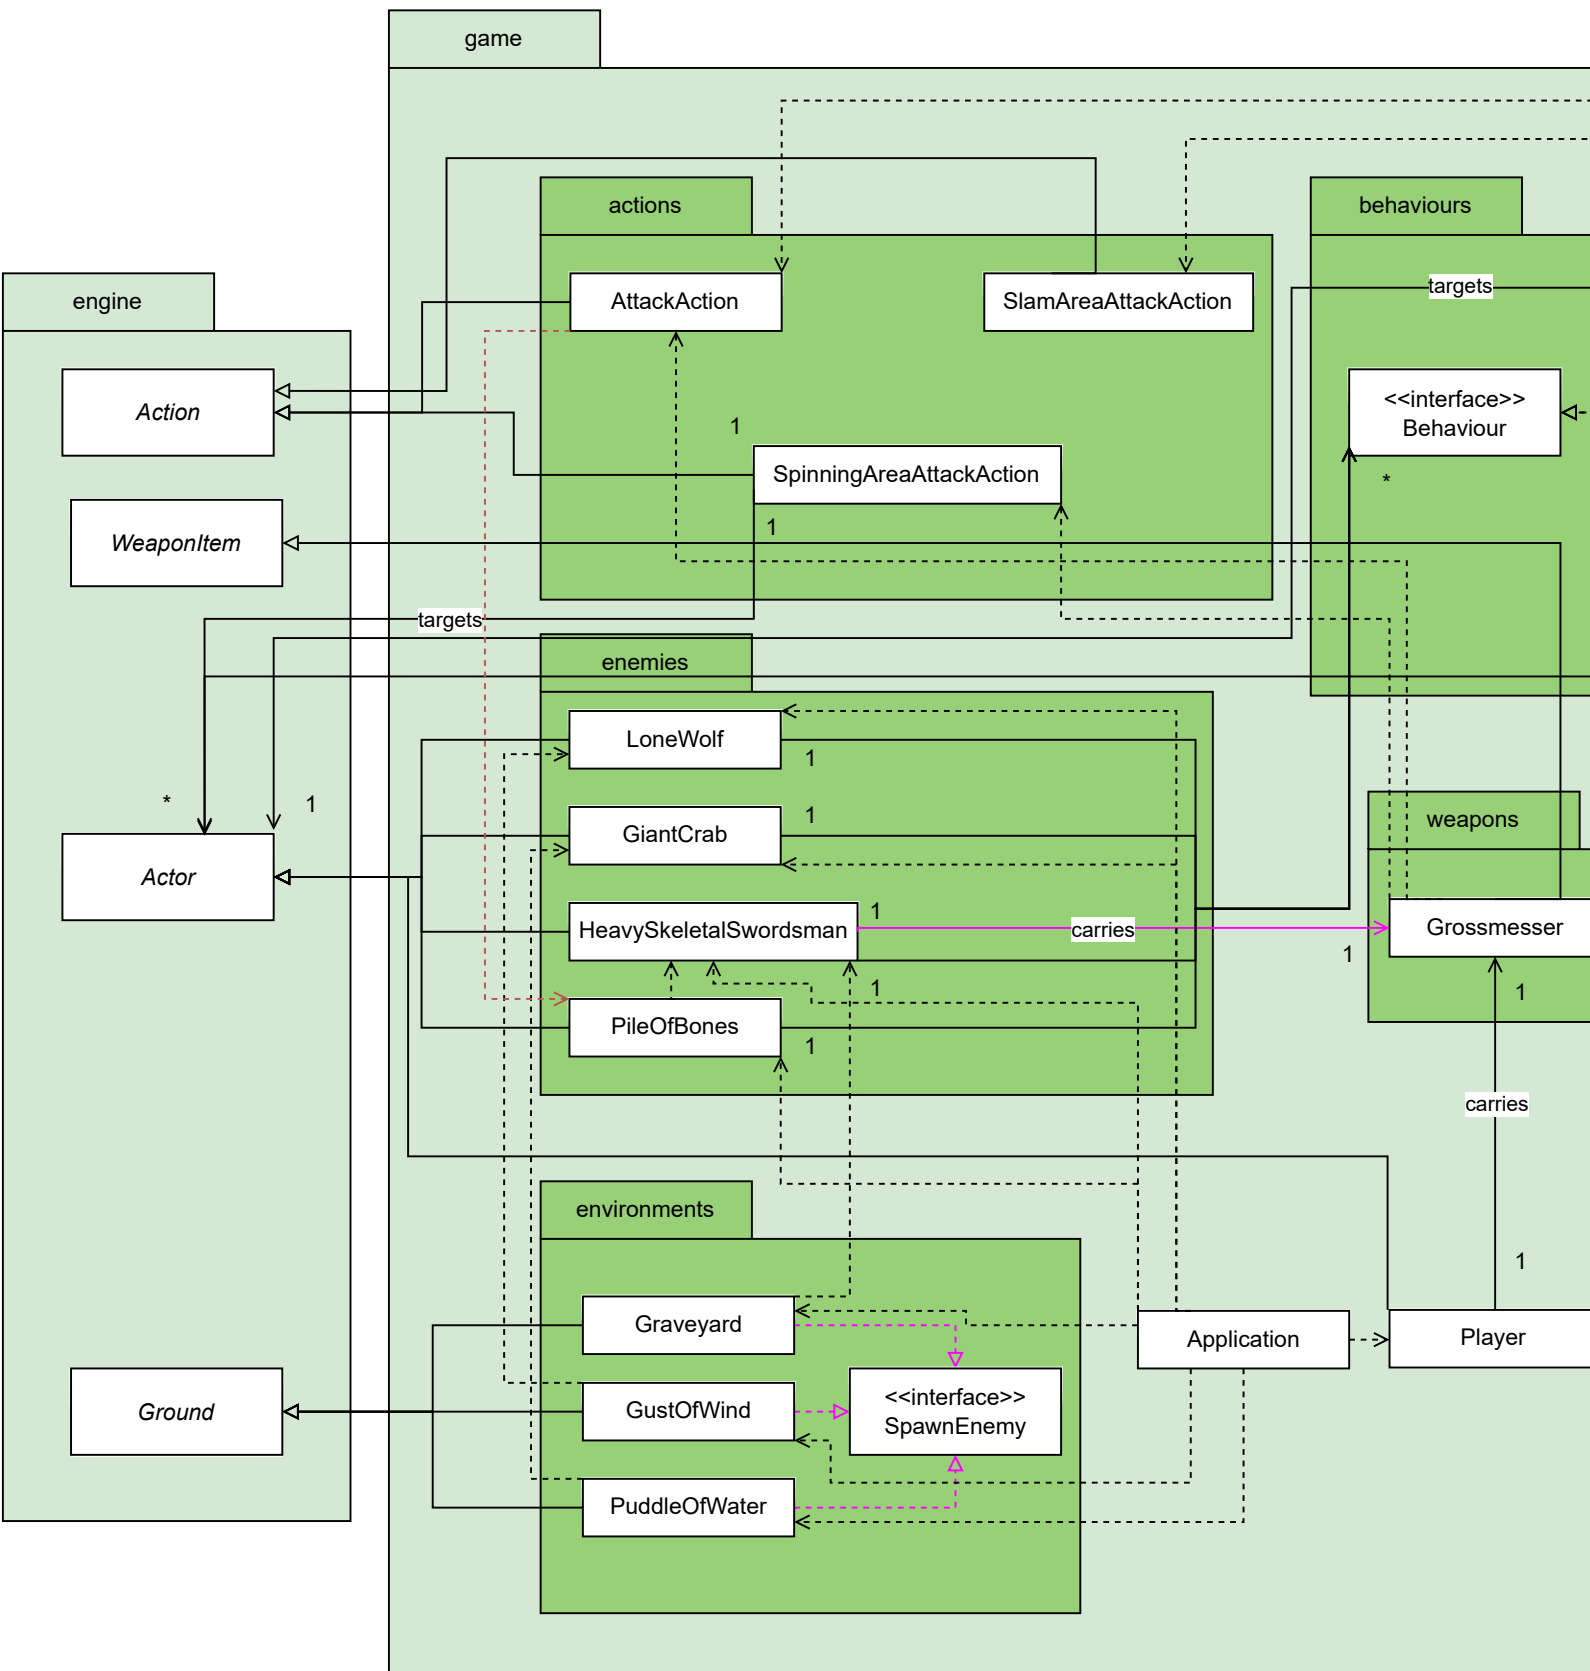 game
actions
behaviours
AttackAction
SlamAreaAttackAction
targets
engine
Action
<<interface>>
Behaviour
1
SpinningAreaAttackAction
*
1
WeaponItem
targets
enemies
LoneWolf
1
*
1
GiantCrab
1
weapons
Actor
HeavySkeletalSwordsman
1
carries
Grossmesser
1
1
1
PileOfBones
1
carries
environments
1
Graveyard
Application
Player
<<interface>>
SpawnEnemy
Ground
GustOfWind
PuddleOfWater